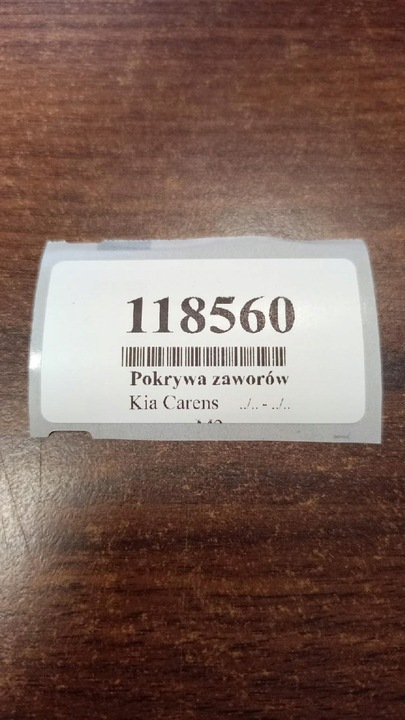 118560
Pokrywa zaworów
Kia Carens ../.. - ../..